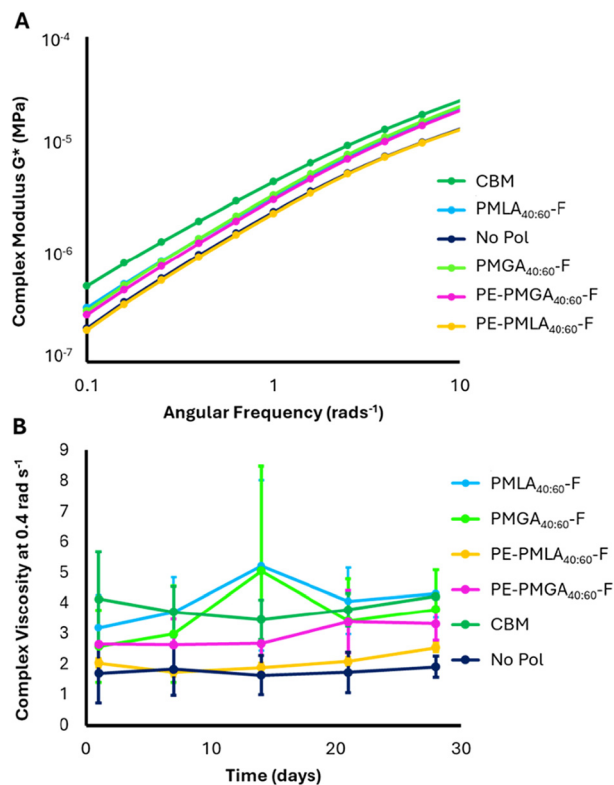 A
Complex Modulus G* (MPa)
10⁻⁴
10⁻⁵
10⁻⁶
10⁻⁷
0.1
1
10
Angular Frequency (rads⁻¹)
CBM
PMLA₄₀:₆₀-F
No Pol
PMGA₄₀:₆₀-F
PE-PMGA₄₀:₆₀-F
PE-PMLA₄₀:₆₀-F
B
Complex Viscosity at 0.4 rad s⁻¹
9
8
7
6
5
4
3
2
1
0
0
10
20
30
Time (days)
PMLA₄₀:₆₀-F
PMGA₄₀:₆₀-F
PE-PMLA₄₀:₆₀-F
PE-PMGA₄₀:₆₀-F
CBM
No Pol